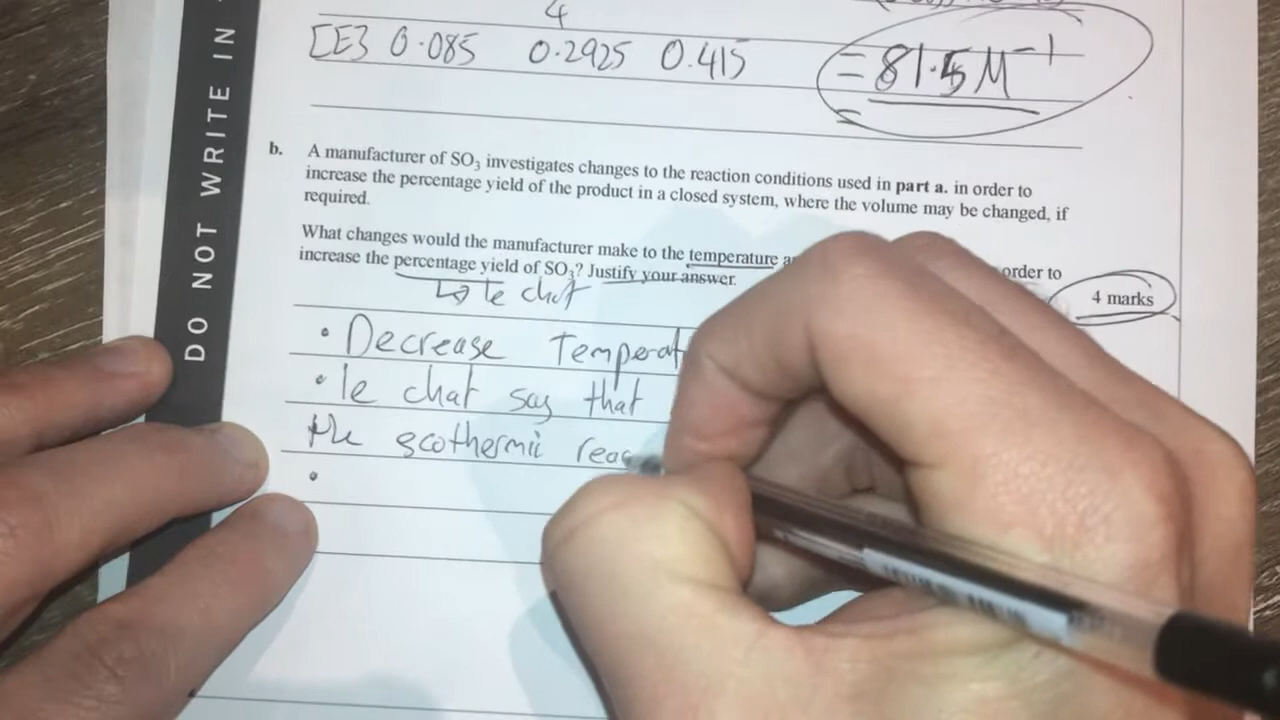 DO NOT WRITE IN
4
[E] 0.085 0.2925 0.415
= 81.5 M⁻¹
b. A manufacturer of SO₃ investigates changes to the reaction conditions used in part a. in order to
increase the percentage yield of the product in a closed system, where the volume may be changed, if
required.
What changes would the manufacturer make to the temperature
order to
increase the percentage yield of SO₃? Justify your answer.
4 marks
le chat
• Decrease Temperat
• le chat say that
the exothermic reac
•